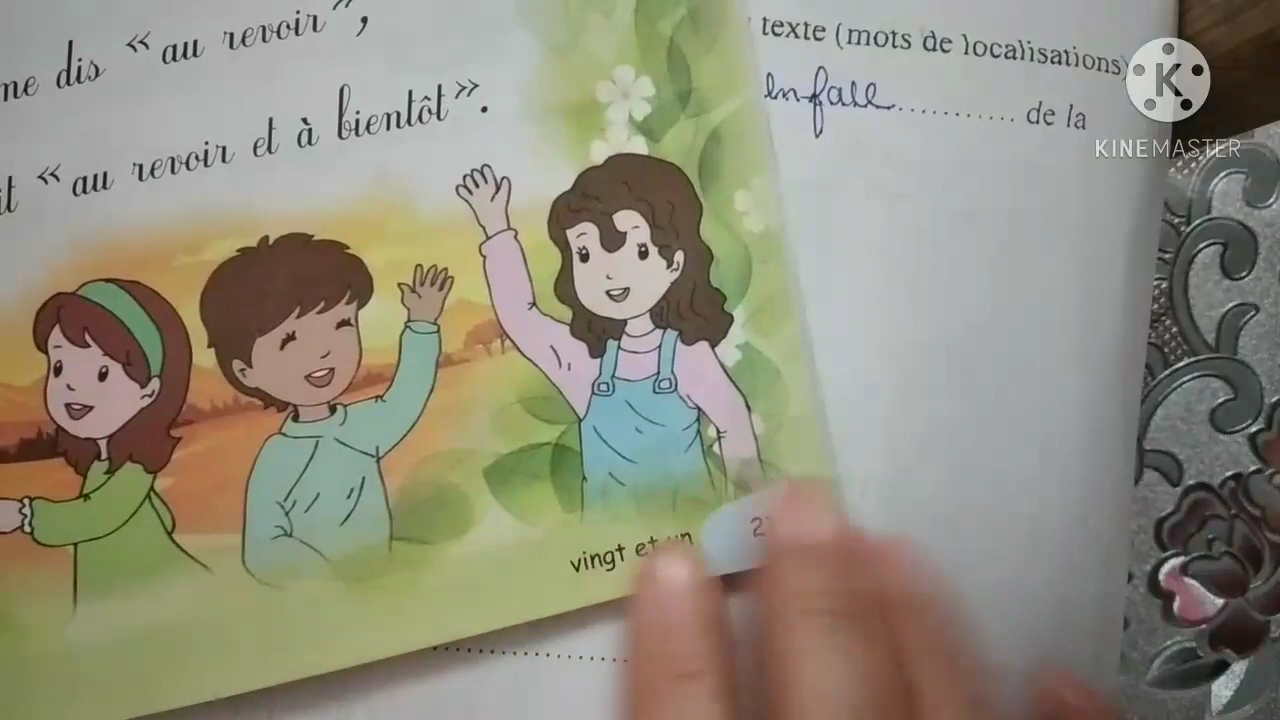 me dis « au revoir »,
it « au revoir et à bientôt ».
vingt et un
texte (mots de localisations)
en face ............ de la
KINEMASTER